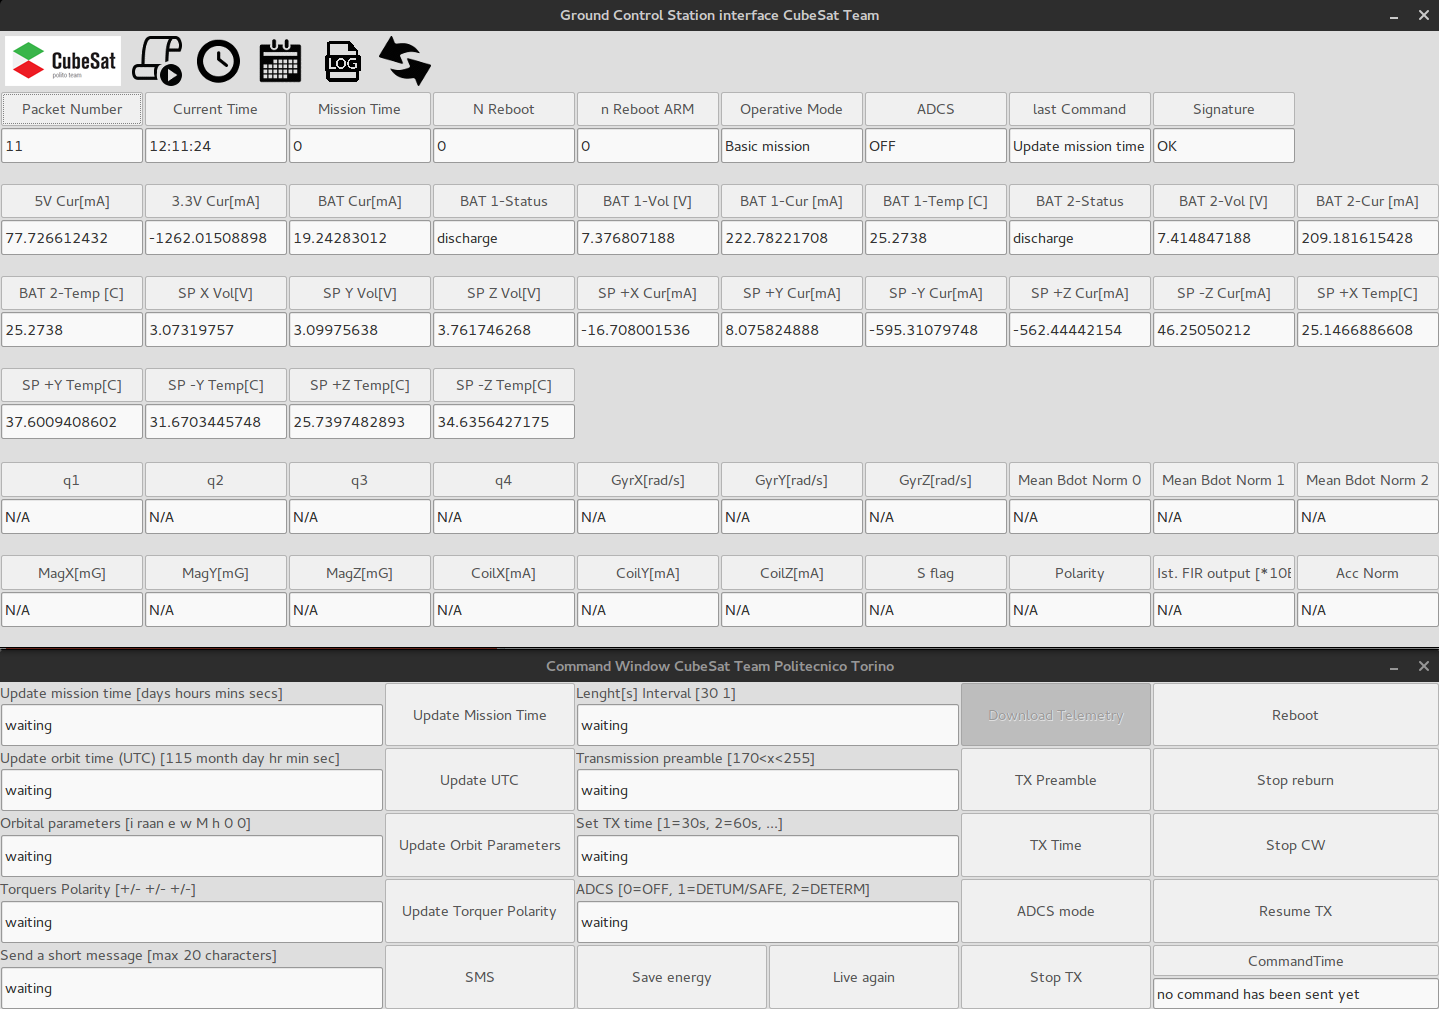 Ground Control Station interface CubeSat Team
CubeSat
polito team
LOG
Packet Number Current Time Mission Time N Reboot n Reboot ARM Operative Mode ADCS last Command Signature
11 12:11:24 0 0 0 Basic mission OFF Update mission time OK
5V Cur[mA] 3.3V Cur[mA] BAT Cur[mA] BAT 1-Status BAT 1-Vol [V] BAT 1-Cur [mA] BAT 1-Temp [C] BAT 2-Status BAT 2-Vol [V] BAT 2-Cur [mA]
77.726612432 -1262.01508898 19.24283012 discharge 7.376807188 222.78221708 25.2738 discharge 7.414847188 209.181615428
BAT 2-Temp [C] SP X Vol[V] SP Y Vol[V] SP Z Vol[V] SP +X Cur[mA] SP +Y Cur[mA] SP -Y Cur[mA] SP +Z Cur[mA] SP -Z Cur[mA] SP +X Temp[C]
25.2738 3.07319757 3.09975638 3.761746268 -16.708001536 8.075824888 -595.31079748 -562.44442154 46.25050212 25.1466886608
SP +Y Temp[C] SP -Y Temp[C] SP +Z Temp[C] SP -Z Temp[C]
37.6009408602 31.6703445748 25.7397482893 34.6356427175
q1 q2 q3 q4 GyrX[rad/s] GyrY[rad/s] GyrZ[rad/s] Mean Bdot Norm 0 Mean Bdot Norm 1 Mean Bdot Norm 2
N/A N/A N/A N/A N/A N/A N/A N/A N/A N/A
MagX[mG] MagY[mG] MagZ[mG] CoilX[mA] CoilY[mA] CoilZ[mA] S flag Polarity Ist. FIR output [*10E Acc Norm
N/A N/A N/A N/A N/A N/A N/A N/A N/A N/A
Command Window CubeSat Team Politecnico Torino
Update mission time [days hours mins secs] Lenght[s] Interval [30 1]
waiting Update Mission Time waiting Download Telemetry Reboot
Update orbit time (UTC) [115 month day hr min sec] Transmission preamble [170<x<255]
waiting Update UTC waiting TX Preamble Stop reburn
Orbital parameters [i raan e w M h 0 0] Set TX time [1=30s, 2=60s, ...]
waiting Update Orbit Parameters waiting TX Time Stop CW
Torquers Polarity [+/- +/- +/-] ADCS [0=OFF, 1=DETUM/SAFE, 2=DETERM]
waiting Update Torquer Polarity waiting ADCS mode Resume TX
Send a short message [max 20 characters] CommandTime
waiting SMS Save energy Live again Stop TX no command has been sent yet